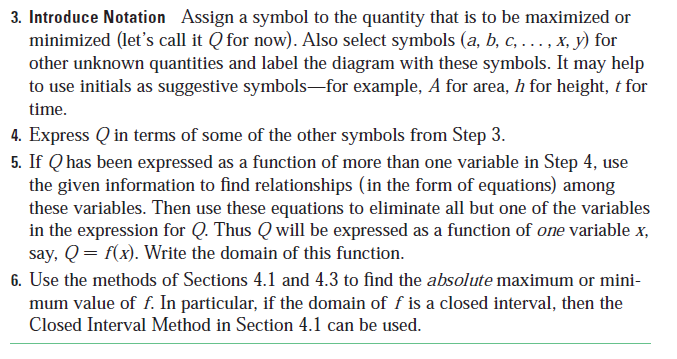 3. Introduce Notation Assign a symbol to the quantity that is to be maximized or
minimized (let's call it Q for now). Also select symbols (a, b, c, . . . , x, y) for
other unknown quantities and label the diagram with these symbols. It may help
to use initials as suggestive symbols—for example, A for area, h for height, t for
time.
4. Express Q in terms of some of the other symbols from Step 3.
5. If Q has been expressed as a function of more than one variable in Step 4, use
the given information to find relationships (in the form of equations) among
these variables. Then use these equations to eliminate all but one of the variables
in the expression for Q. Thus Q will be expressed as a function of one variable x,
say, Q = f(x). Write the domain of this function.
6. Use the methods of Sections 4.1 and 4.3 to find the absolute maximum or mini-
mum value of f. In particular, if the domain of f is a closed interval, then the
Closed Interval Method in Section 4.1 can be used.